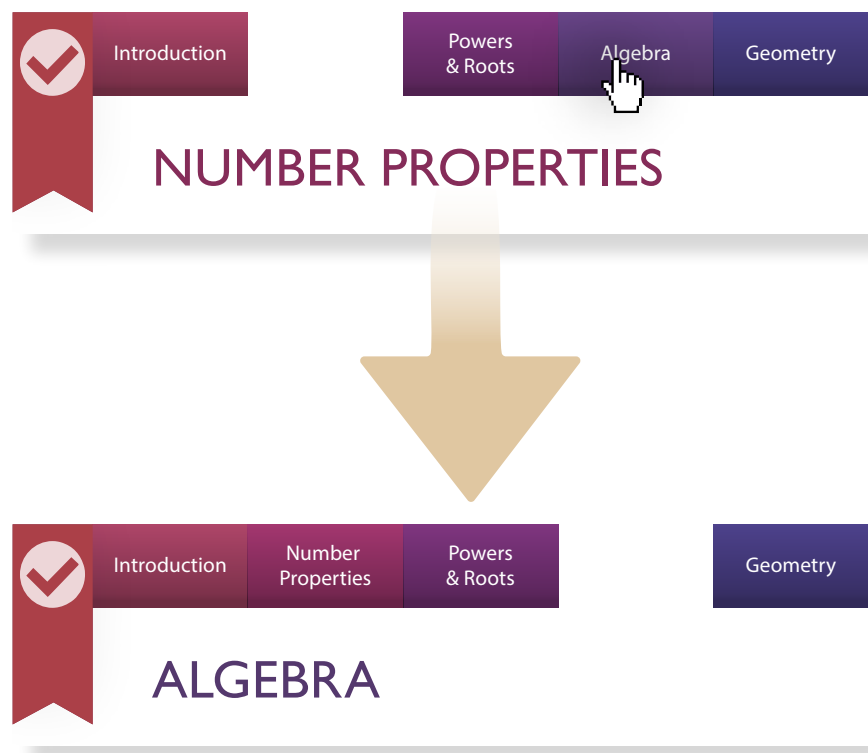 Introduction
Powers
& Roots
Algebra
Geometry
NUMBER PROPERTIES
Introduction
Number
Properties
Powers
& Roots
Geometry
ALGEBRA